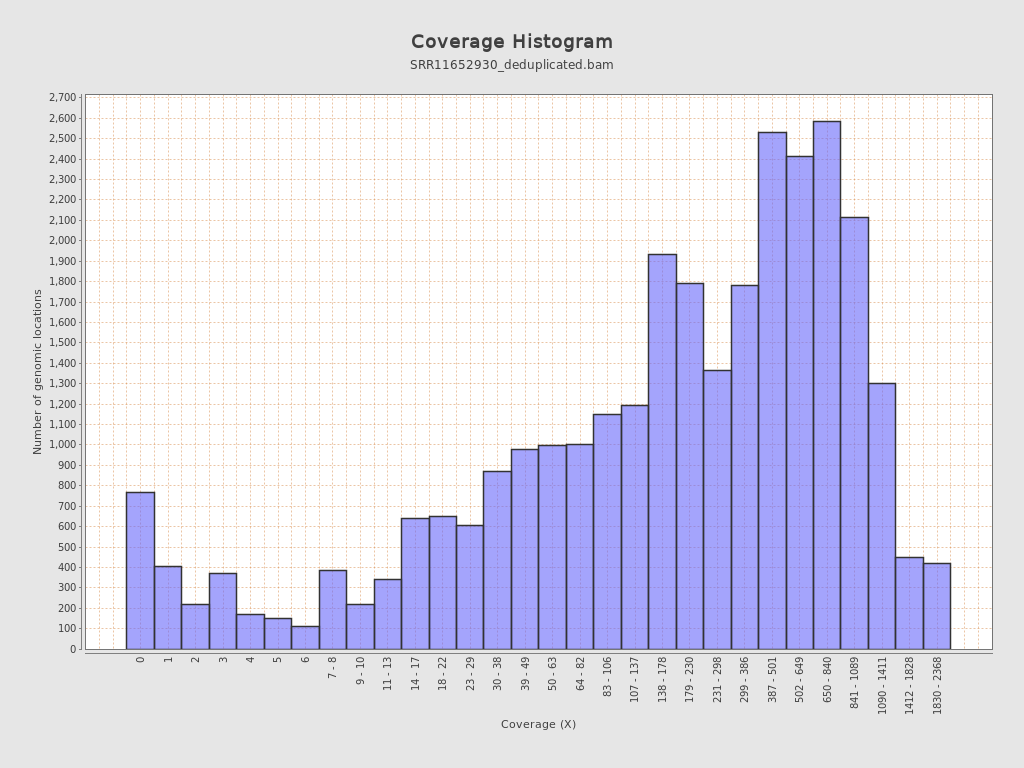 Coverage Histogram
SRR11652930_deduplicated.bam
2,700
2,600
2,500
2,400
2,300
2,200
2,100
2,000
1,900
1,800
1,700
1,600
1,500
1,400
1,300
1,200
1,100
1,000
900
800
700
600
500
400
300
200
100
0
Number of genomic locations
0
1
2
3
4
5
6
7 - 8
9 - 10
11 - 13
14 - 17
18 - 22
23 - 29
30 - 38
39 - 49
50 - 63
64 - 82
83 - 106
107 - 137
138 - 178
179 - 230
231 - 298
299 - 386
387 - 501
502 - 649
650 - 840
841 - 1089
1090 - 1411
1412 - 1828
1830 - 2368
Coverage (X)